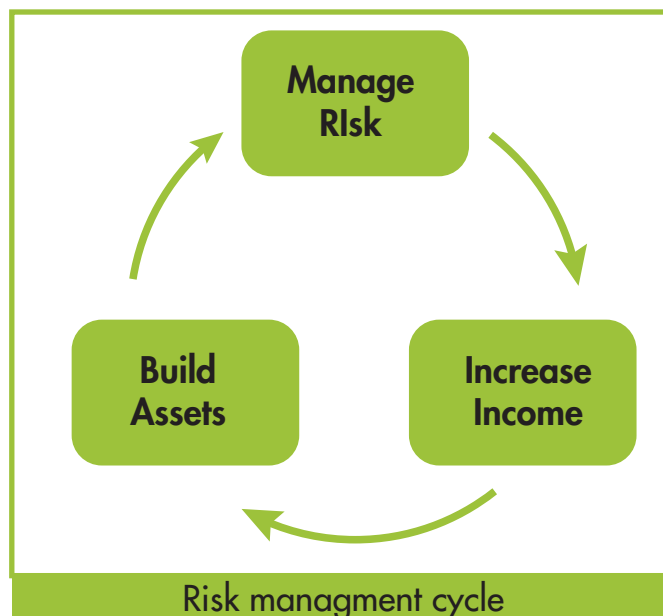 Manage
RIsk
Build
Assets
Increase
Income
Risk managment cycle